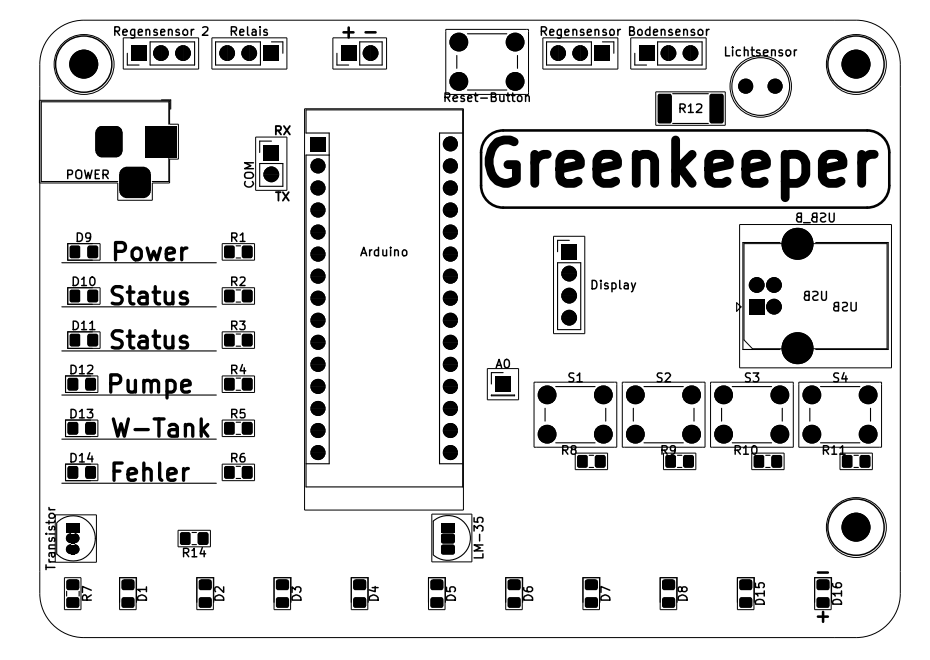 Regensensor 2
Relais
+ −
Regensensor
Bodensensor
Lichtsensor
Reset−Button
R12
RX
COM
TX
POWER
Greenkeeper
USB_B
USB
USB
Arduino
Display
D9 Power R1
D10 Status R2
D11 Status R3
D12 Pumpe R4
D13 W−Tank R5
D14 Fehler R6
A0
S1 S2 S3 S4
R8 R9 R10 R11
Transistor
R14
LM−35
R7 D1 D2 D3 D4 D5 D6 D7 D8 D15 D16
−
+